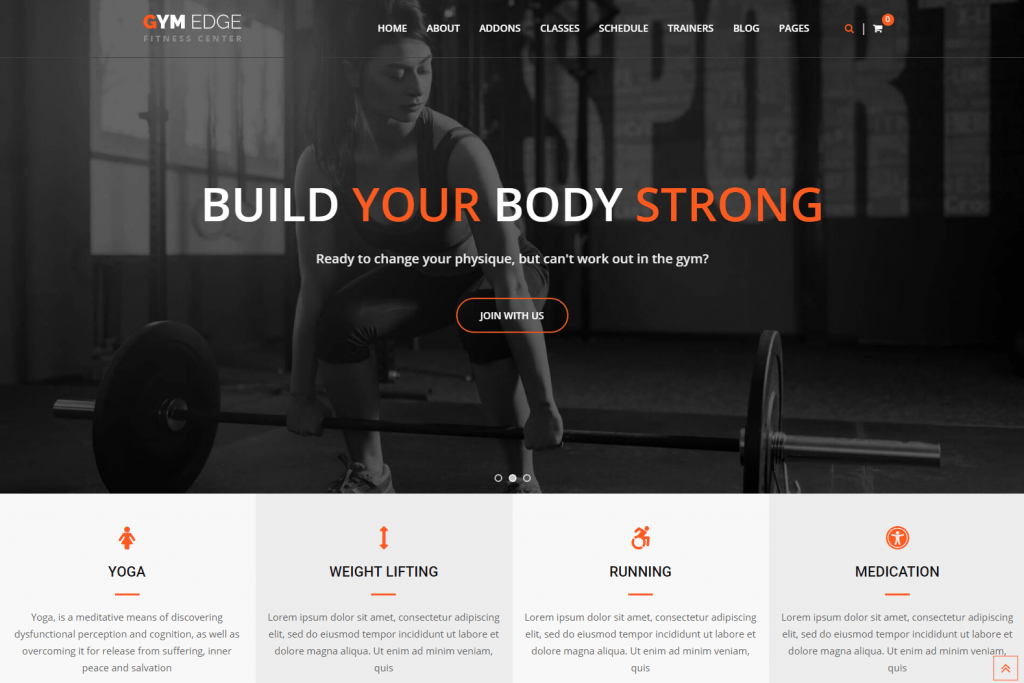 GYM EDGE
FITNESS CENTER
HOME ABOUT ADDONS CLASSES SCHEDULE TRAINERS BLOG PAGES | 0
SPORT
BUILD YOUR BODY STRONG
Ready to change your physique, but can't work out in the gym?
JOIN WITH US
YOGA
Yoga, is a meditative means of discovering
dysfunctional perception and cognition, as well as
overcoming it for release from suffering, inner
peace and salvation
WEIGHT LIFTING
Lorem ipsum dolor sit amet, consectetur adipiscing
elit, sed do eiusmod tempor incididunt ut labore et
dolore magna aliqua. Ut enim ad minim veniam,
quis
RUNNING
Lorem ipsum dolor sit amet, consectetur adipiscing
elit, sed do eiusmod tempor incididunt ut labore et
dolore magna aliqua. Ut enim ad minim veniam,
quis
MEDICATION
Lorem ipsum dolor sit amet, consectetur adipiscing
elit, sed do eiusmod tempor incididunt ut labore et
dolore magna aliqua. Ut enim ad minim veniam,
quis